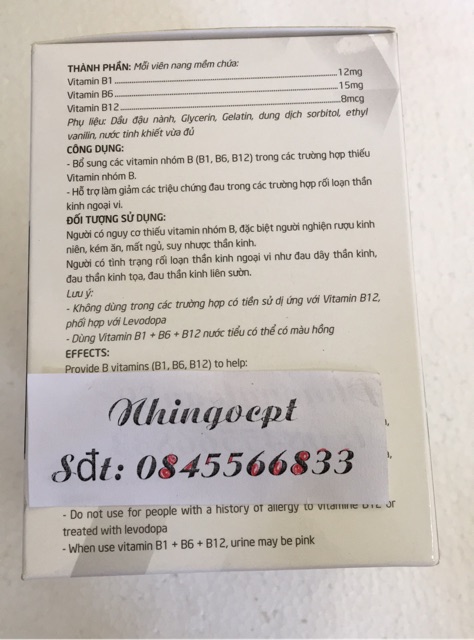 THÀNH PHẦN: Mỗi viên nang mềm chứa:
Vitamin B1..........12mg
Vitamin B6..........15mg
Vitamin B12..........8mcg
Phụ liệu: Dầu đậu nành, Glycerin, Gelatin, dung dịch sorbitol, ethyl
vanilin, nước tinh khiết vừa đủ
CÔNG DỤNG:
- Bổ sung các vitamin nhóm B (B1, B6, B12) trong các trường hợp thiếu
Vitamin nhóm B.
- Hỗ trợ làm giảm các triệu chứng đau trong các trường hợp rối loạn thần
kinh ngoại vi.
ĐỐI TƯỢNG SỬ DỤNG:
Người có nguy cơ thiếu vitamin nhóm B, đặc biệt người nghiện rượu kinh
niên, kém ăn, mất ngủ, suy nhược thần kinh.
Người có tình trạng rối loạn thần kinh ngoại vi như đau dây thần kinh,
đau thần kinh tọa, đau thần kinh liên sườn.
Lưu ý:
- Không dùng trong các trường hợp có tiền sử dị ứng với Vitamin B12,
phối hợp với Levodopa
- Dùng Vitamin B1 + B6 + B12 nước tiểu có thể có màu hồng
EFFECTS:
Provide B vitamins (B1, B6, B12) to help:
Nhingocpt
Sđt: 0845566833
- Do not use for people with a history of allergy to vitamine B12 or
treated with levodopa
- When use vitamin B1 + B6 + B12, urine may be pink